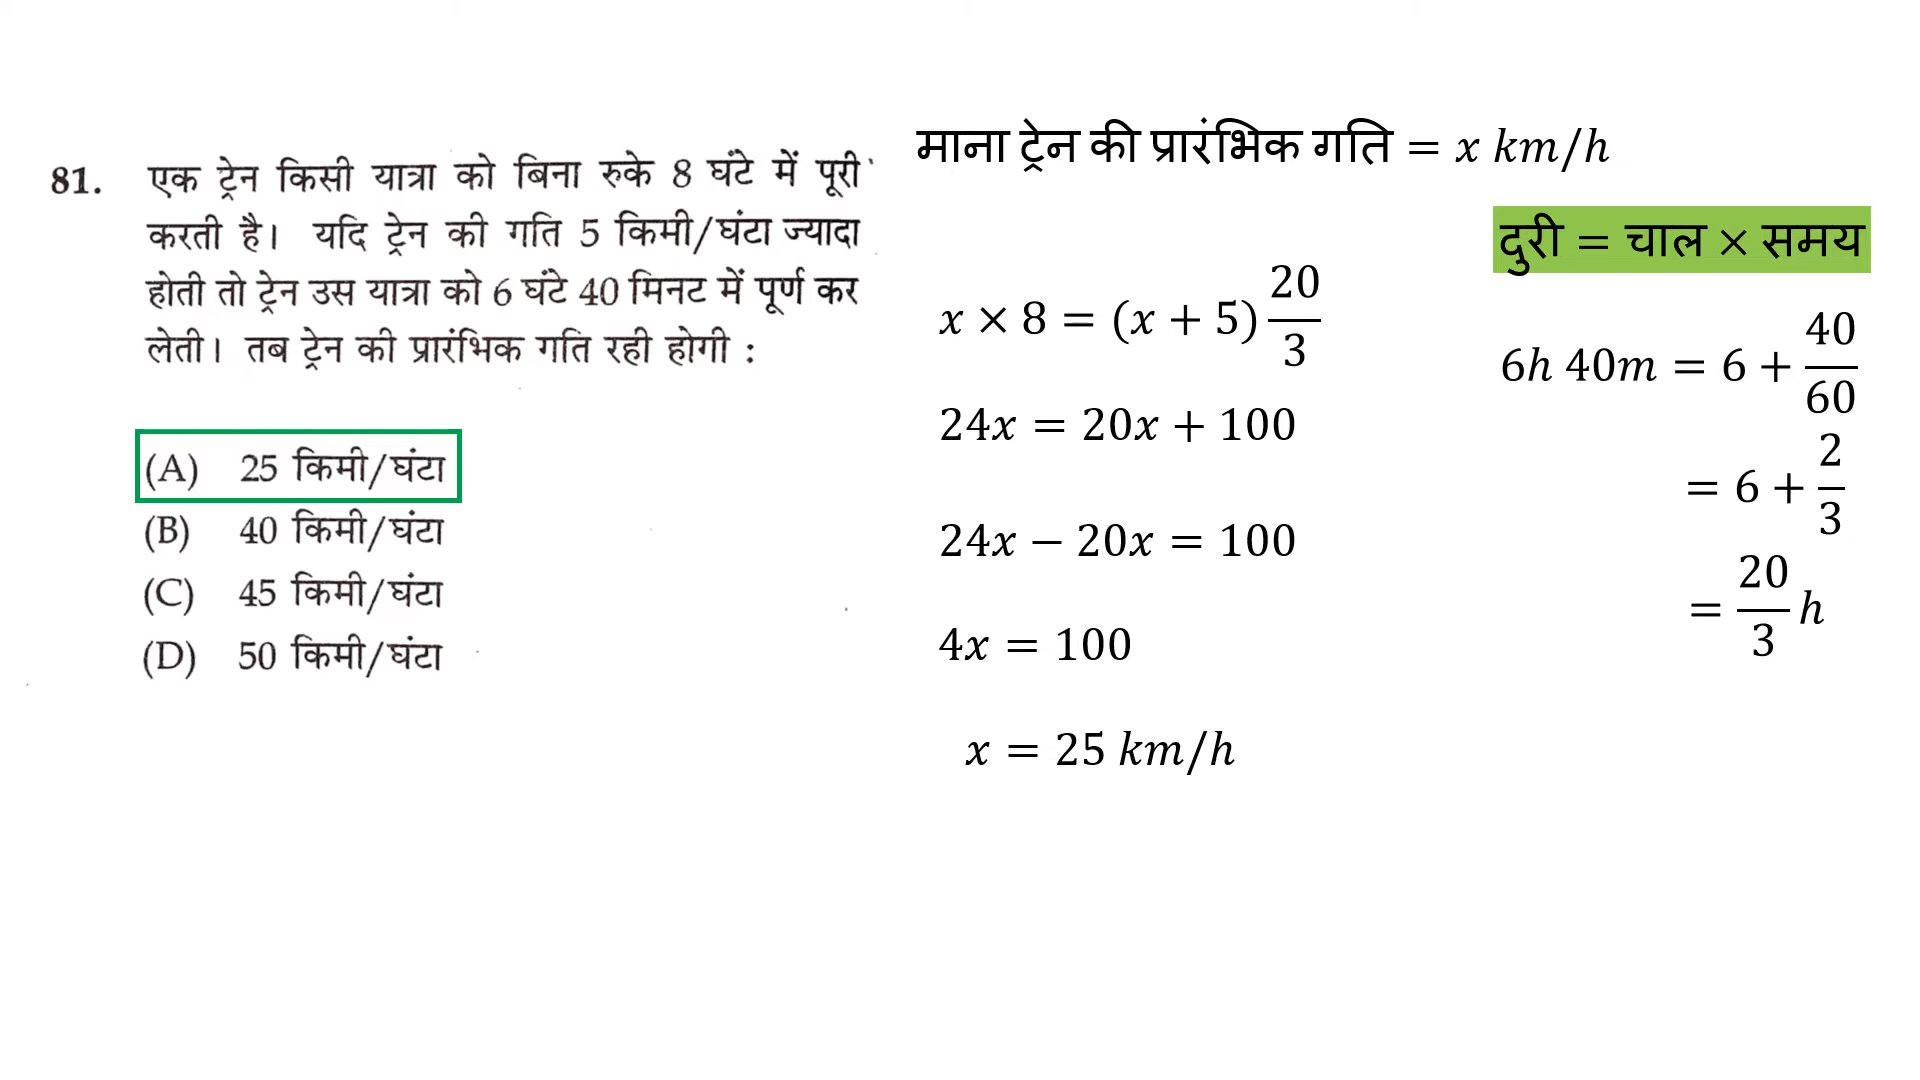 81. एक ट्रेन किसी यात्रा को बिना रुके 8 घंटे में पूरी
करती है। यदि ट्रेन की गति 5 किमी/घंटा ज्यादा
होती तो ट्रेन उस यात्रा को 6 घंटे 40 मिनट में पूर्ण कर
लेती। तब ट्रेन की प्रारंभिक गति रही होगी :
(A) 25 किमी/घंटा
(B) 40 किमी/घंटा
(C) 45 किमी/घंटा
(D) 50 किमी/घंटा
माना ट्रेन की प्रारंभिक गति = x km/h
x × 8 = (x + 5) 20/3
24x = 20x + 100
24x − 20x = 100
4x = 100
x = 25 km/h
दुरी = चाल × समय
6h 40m = 6 + 40/60
= 6 + 2/3
= 20/3 h